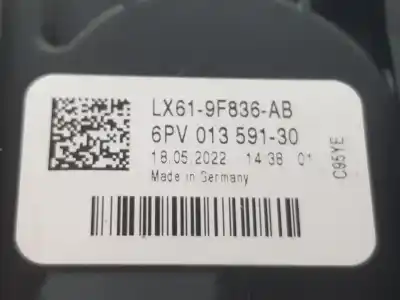 LX61-9F836-AB
6PV 013 591-30
18.05.2022 14:38 01
Made in Germany
C95YE